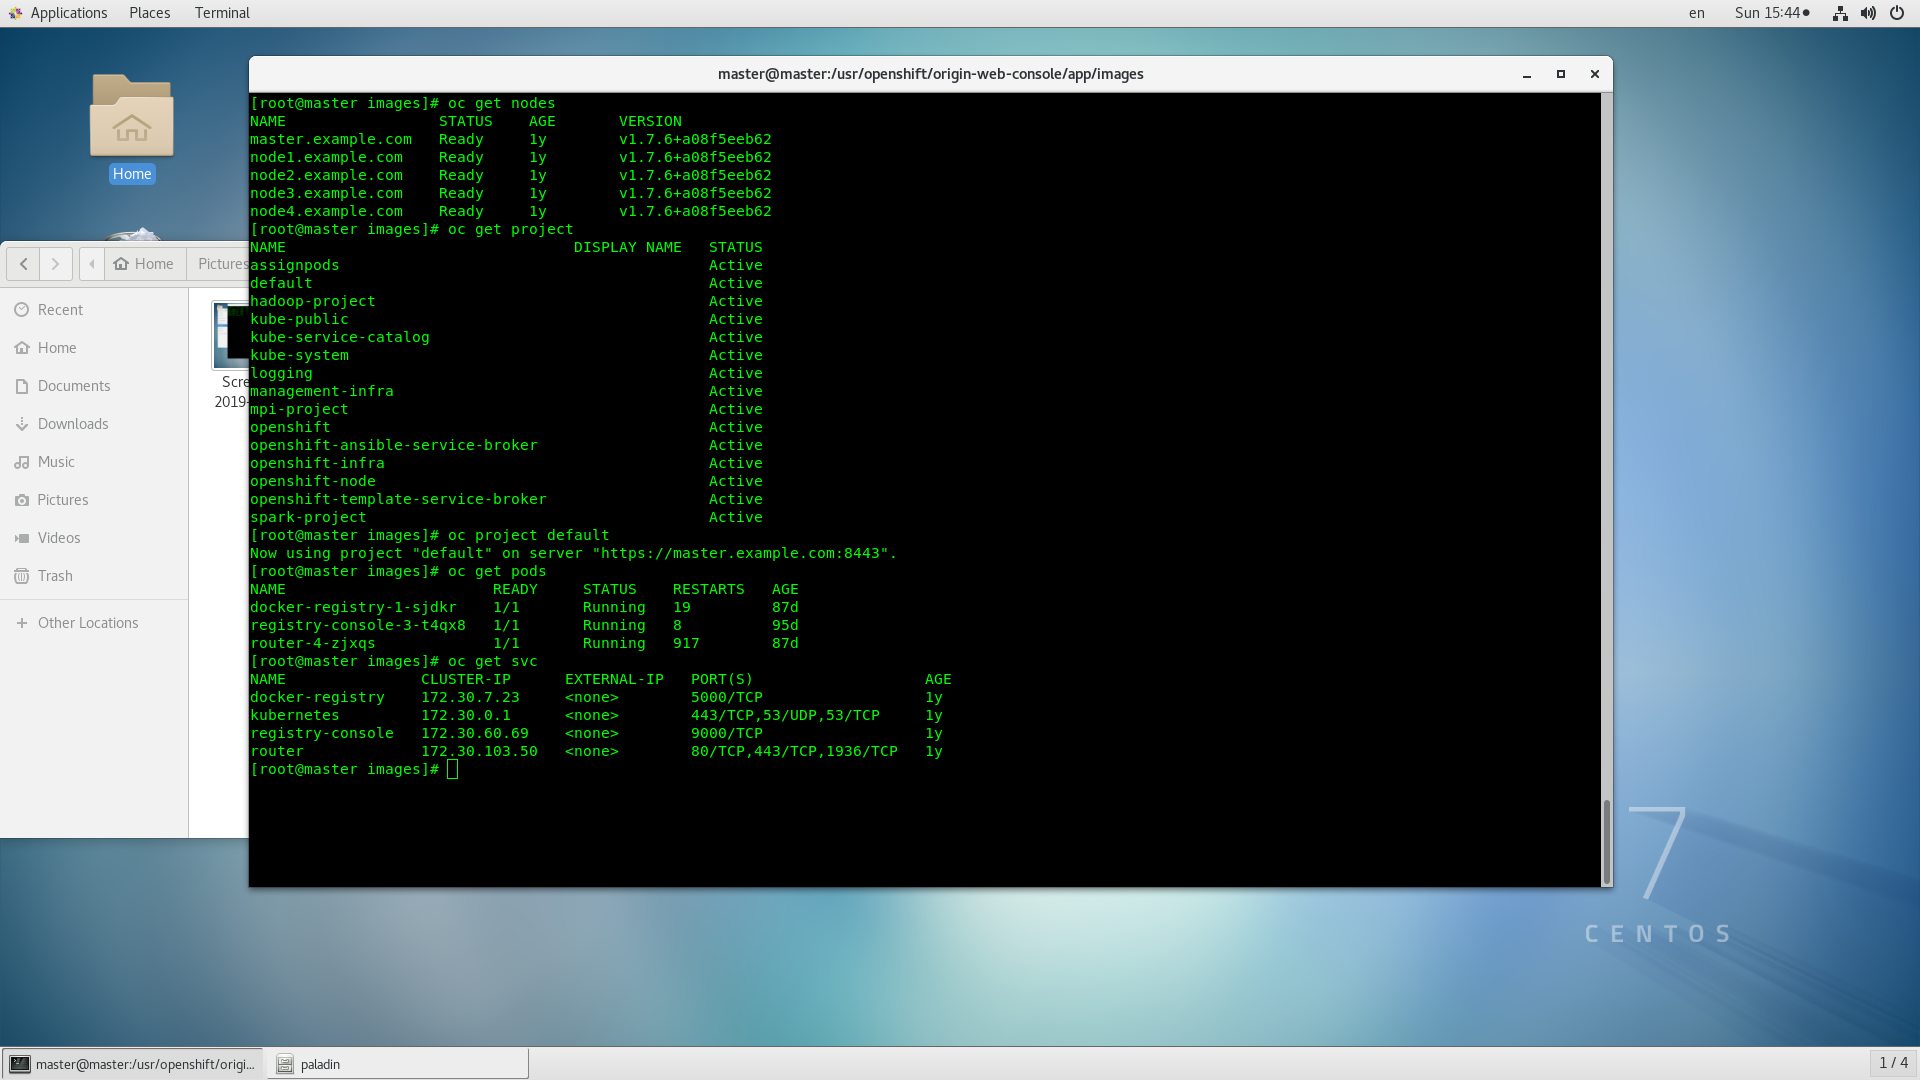 Applications Places Terminal en Sun 15:44
master@master:/usr/openshift/origin-web-console/app/images
[root@master images]# oc get nodes
NAME STATUS AGE VERSION
master.example.com Ready 1y v1.7.6+a08f5eeb62
node1.example.com Ready 1y v1.7.6+a08f5eeb62
node2.example.com Ready 1y v1.7.6+a08f5eeb62
node3.example.com Ready 1y v1.7.6+a08f5eeb62
node4.example.com Ready 1y v1.7.6+a08f5eeb62
[root@master images]# oc get project
NAME DISPLAY NAME STATUS
assignpods Active
default Active
hadoop-project Active
kube-public Active
kube-service-catalog Active
kube-system Active
logging Active
management-infra Active
mpi-project Active
openshift Active
openshift-ansible-service-broker Active
openshift-infra Active
openshift-node Active
openshift-template-service-broker Active
spark-project Active
[root@master images]# oc project default
Now using project "default" on server "https://master.example.com:8443".
[root@master images]# oc get pods
NAME READY STATUS RESTARTS AGE
docker-registry-1-sjdkr 1/1 Running 19 87d
registry-console-3-t4qx8 1/1 Running 8 95d
router-4-zjxqs 1/1 Running 917 87d
[root@master images]# oc get svc
NAME CLUSTER-IP EXTERNAL-IP PORT(S) AGE
docker-registry 172.30.7.23 <none> 5000/TCP 1y
kubernetes 172.30.0.1 <none> 443/TCP,53/UDP,53/TCP 1y
registry-console 172.30.60.69 <none> 9000/TCP 1y
router 172.30.103.50 <none> 80/TCP,443/TCP,1936/TCP 1y
[root@master images]#
Home
Home Pictures
Recent
Home
Documents
Downloads
Music
Pictures
Videos
Trash
Other Locations
Scre
2019-
7
CENTOS
master@master:/usr/openshift/origi... paladin 1 / 4